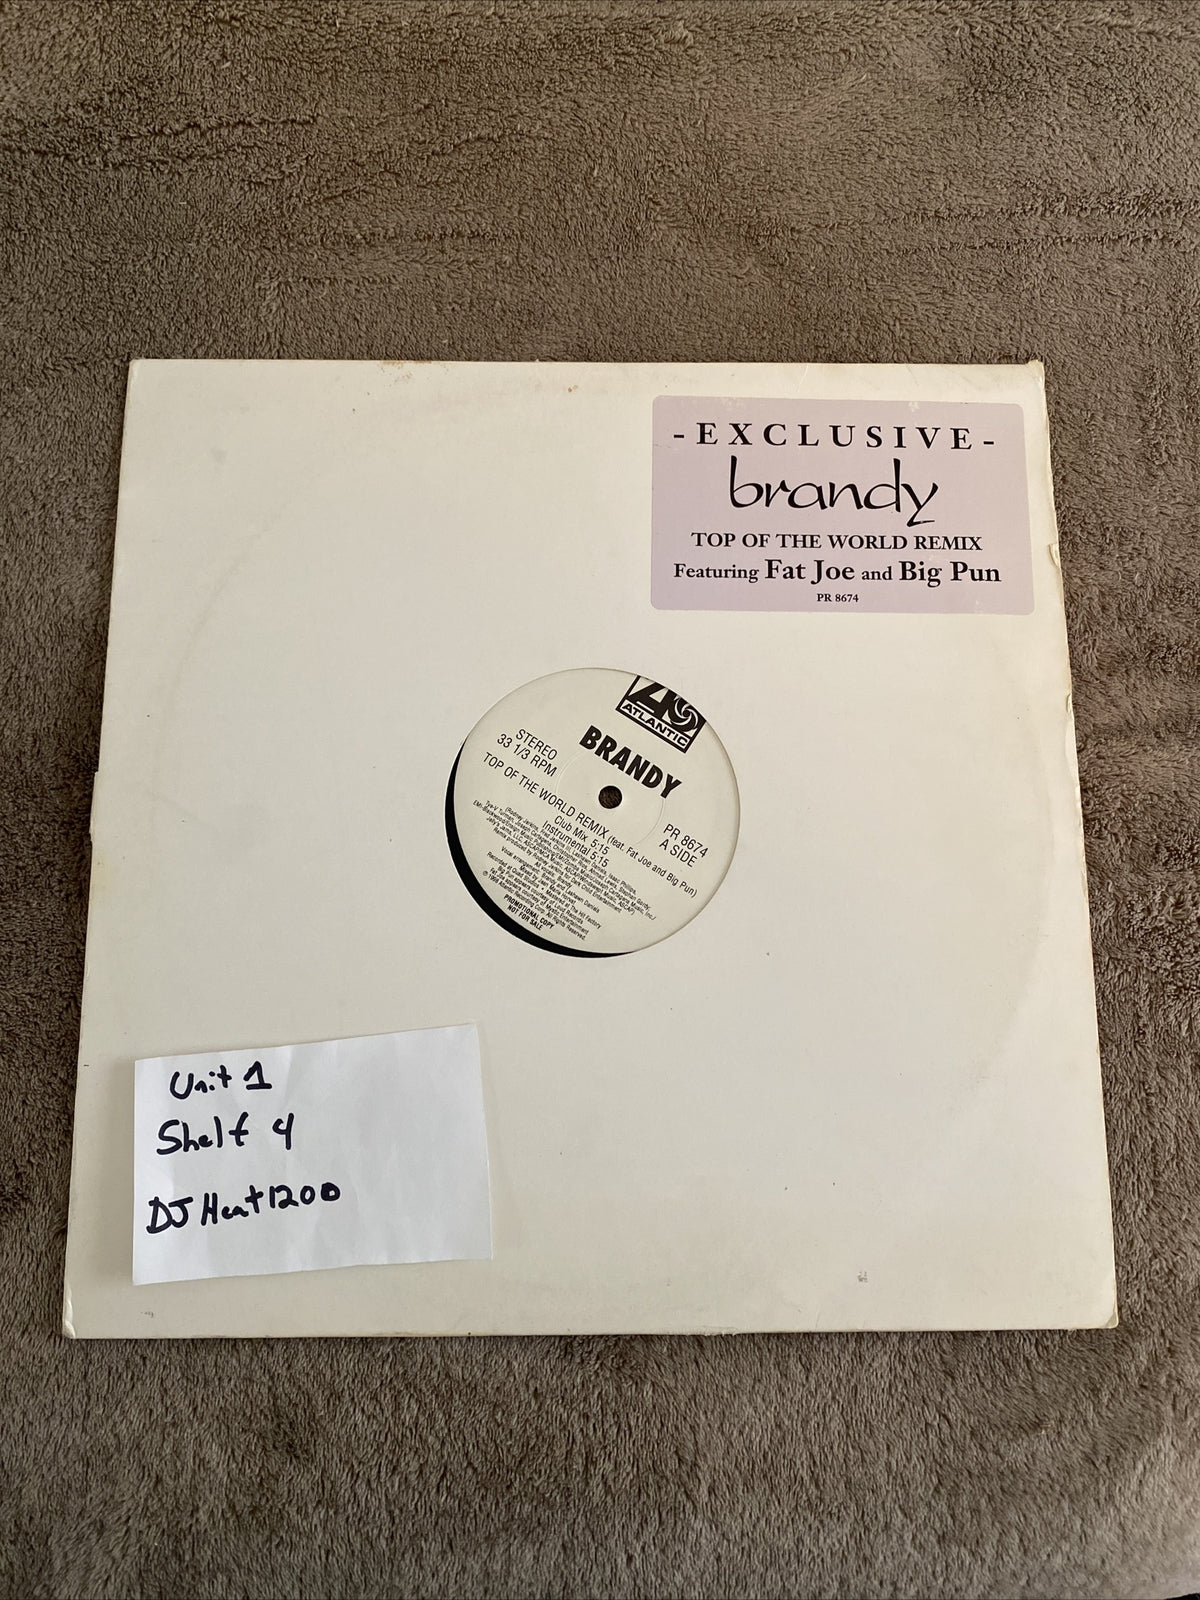 - EXCLUSIVE -
brandy
TOP OF THE WORLD REMIX
Featuring Fat Joe and Big Pun
PR 8674
ATLANTIC
BRANDY
STEREO
33 1/3 RPM
PR 8674
A SIDE
TOP OF THE WORLD REMIX (feat. Fat Joe and Big Pun)
Club Mix 5:15
Instrumental 5:15
PROMOTIONAL COPY
NOT FOR SALE
Unit 1
Shelf 4
DJ Heat1200